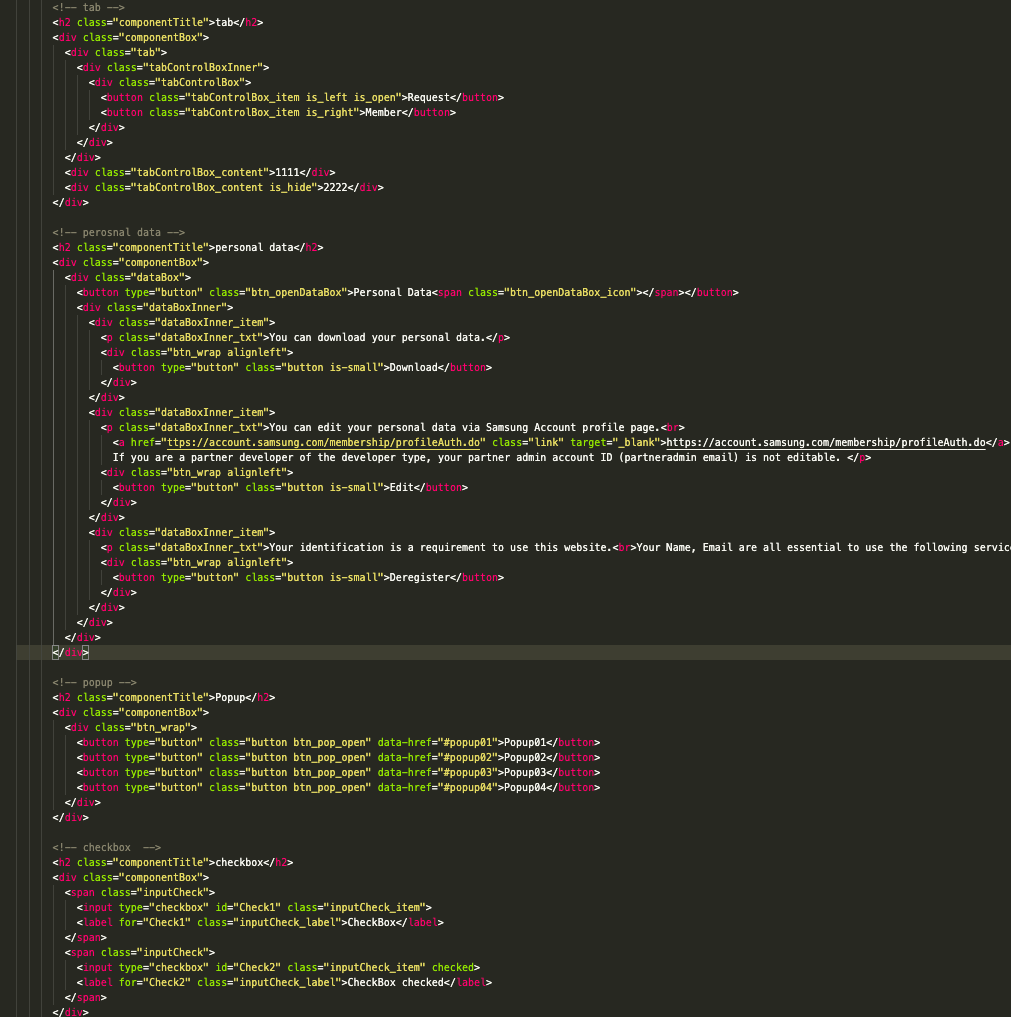 <!-- tab -->
<h2 class="componentTitle">tab</h2>
<div class="componentBox">
<div class="tab">
<div class="tabControlBoxInner">
<div class="tabControlBox">
<button class="tabControlBox_item is_left is_open">Request</button>
<button class="tabControlBox_item is_right">Member</button>
</div>
</div>
</div>
<div class="tabControlBox_content">1111</div>
<div class="tabControlBox_content is_hide">2222</div>
</div>
<!-- perosnal data -->
<h2 class="componentTitle">personal data</h2>
<div class="componentBox">
<div class="dataBox">
<button type="button" class="btn_openDataBox">Personal Data<span class="btn_openDataBox_icon"></span></button>
<div class="dataBoxInner">
<div class="dataBoxInner_item">
<p class="dataBoxInner_txt">You can download your personal data.</p>
<div class="btn_wrap alignleft">
<button type="button" class="button is-small">Download</button>
</div>
</div>
<div class="dataBoxInner_item">
<p class="dataBoxInner_txt">You can edit your personal data via Samsung Account profile page.<br>
<a href="ttps://account.samsung.com/membership/profileAuth.do" class="link" target="_blank">https://account.samsung.com/membership/profileAuth.do</a>
If you are a partner developer of the developer type, your partner admin account ID (partneradmin email) is not editable. </p>
<div class="btn_wrap alignleft">
<button type="button" class="button is-small">Edit</button>
</div>
</div>
<div class="dataBoxInner_item">
<p class="dataBoxInner_txt">Your identification is a requirement to use this website.<br>Your Name, Email are all essential to use the following servic
<div class="btn_wrap alignleft">
<button type="button" class="button is-small">Deregister</button>
</div>
</div>
</div>
</div>
</div>
<!-- popup -->
<h2 class="componentTitle">Popup</h2>
<div class="componentBox">
<div class="btn_wrap">
<button type="button" class="button btn_pop_open" data-href="#popup01">Popup01</button>
<button type="button" class="button btn_pop_open" data-href="#popup02">Popup02</button>
<button type="button" class="button btn_pop_open" data-href="#popup03">Popup03</button>
<button type="button" class="button btn_pop_open" data-href="#popup04">Popup04</button>
</div>
</div>
<!-- checkbox  -->
<h2 class="componentTitle">checkbox</h2>
<div class="componentBox">
<span class="inputCheck">
<input type="checkbox" id="Check1" class="inputCheck_item">
<label for="Check1" class="inputCheck_label">CheckBox</label>
</span>
<span class="inputCheck">
<input type="checkbox" id="Check2" class="inputCheck_item" checked>
<label for="Check2" class="inputCheck_label">CheckBox checked</label>
</span>
</div>